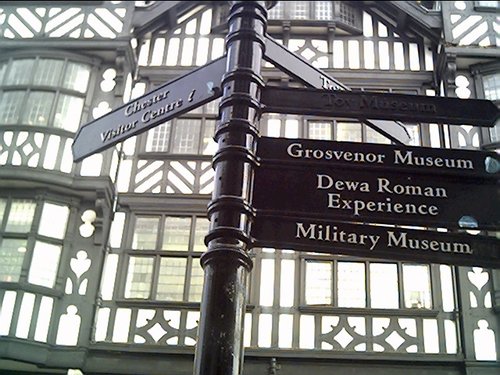 Chester
Visitor Centre i
Toy Museum
Grosvenor Museum
Dewa Roman
Experience
Military Museum